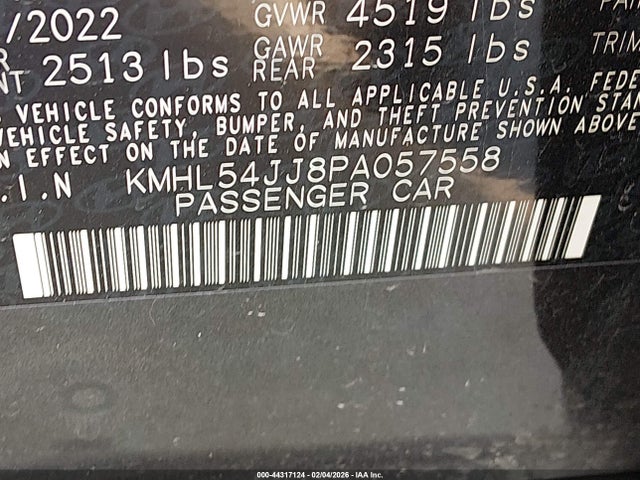 /2022
GVWR 4519 lbs
GAWR
REAR 2315 lbs
TRIM
NT 2513 lbs
VEHICLE CONFORMS TO ALL APPLICABLE U.S.A. FEDE
VEHICLE SAFETY, BUMPER, AND THEFT PREVENTION STAN
N EFFECT ON THE DATE OF MANUFACTURE SHOWN ABOVE
.I.N KMHL54JJ8PA057558
PASSENGER CAR
000-44317124 | 02/04/2026 | IAA Inc.